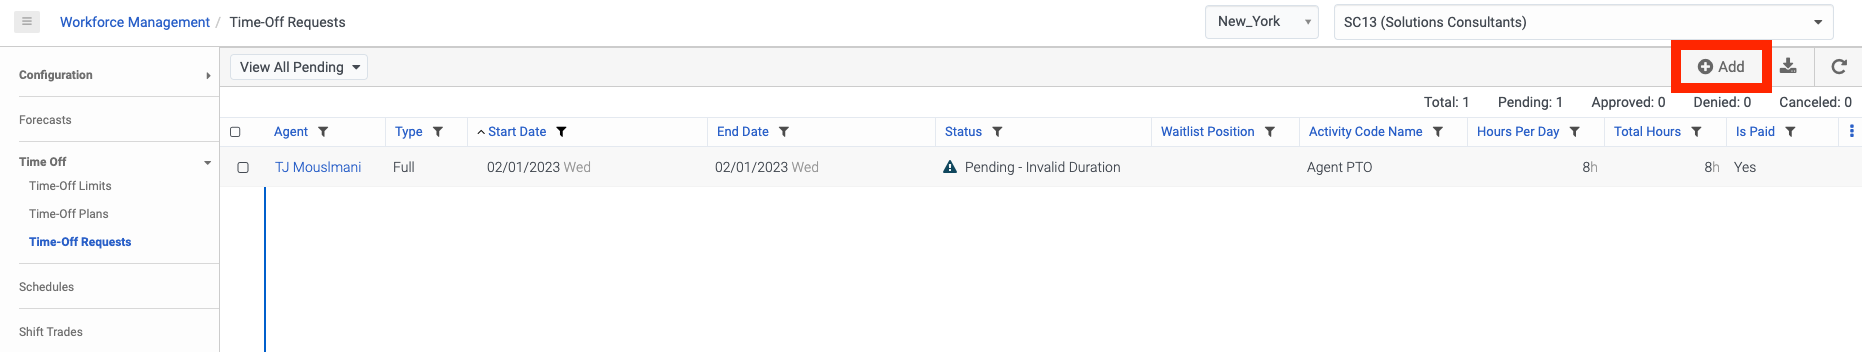 Workforce Management / Time-Off Requests
New_York
SC13 (Solutions Consultants)
Configuration
Forecasts
Time Off
Time-Off Limits
Time-Off Plans
Time-Off Requests
Schedules
Shift Trades
View All Pending
Add
Total: 1 Pending: 1 Approved: 0 Denied: 0 Canceled: 0
Agent Type Start Date End Date Status Waitlist Position Activity Code Name Hours Per Day Total Hours Is Paid
TJ Mouslmani Full 02/01/2023 Wed 02/01/2023 Wed Pending - Invalid Duration Agent PTO 8h 8h Yes